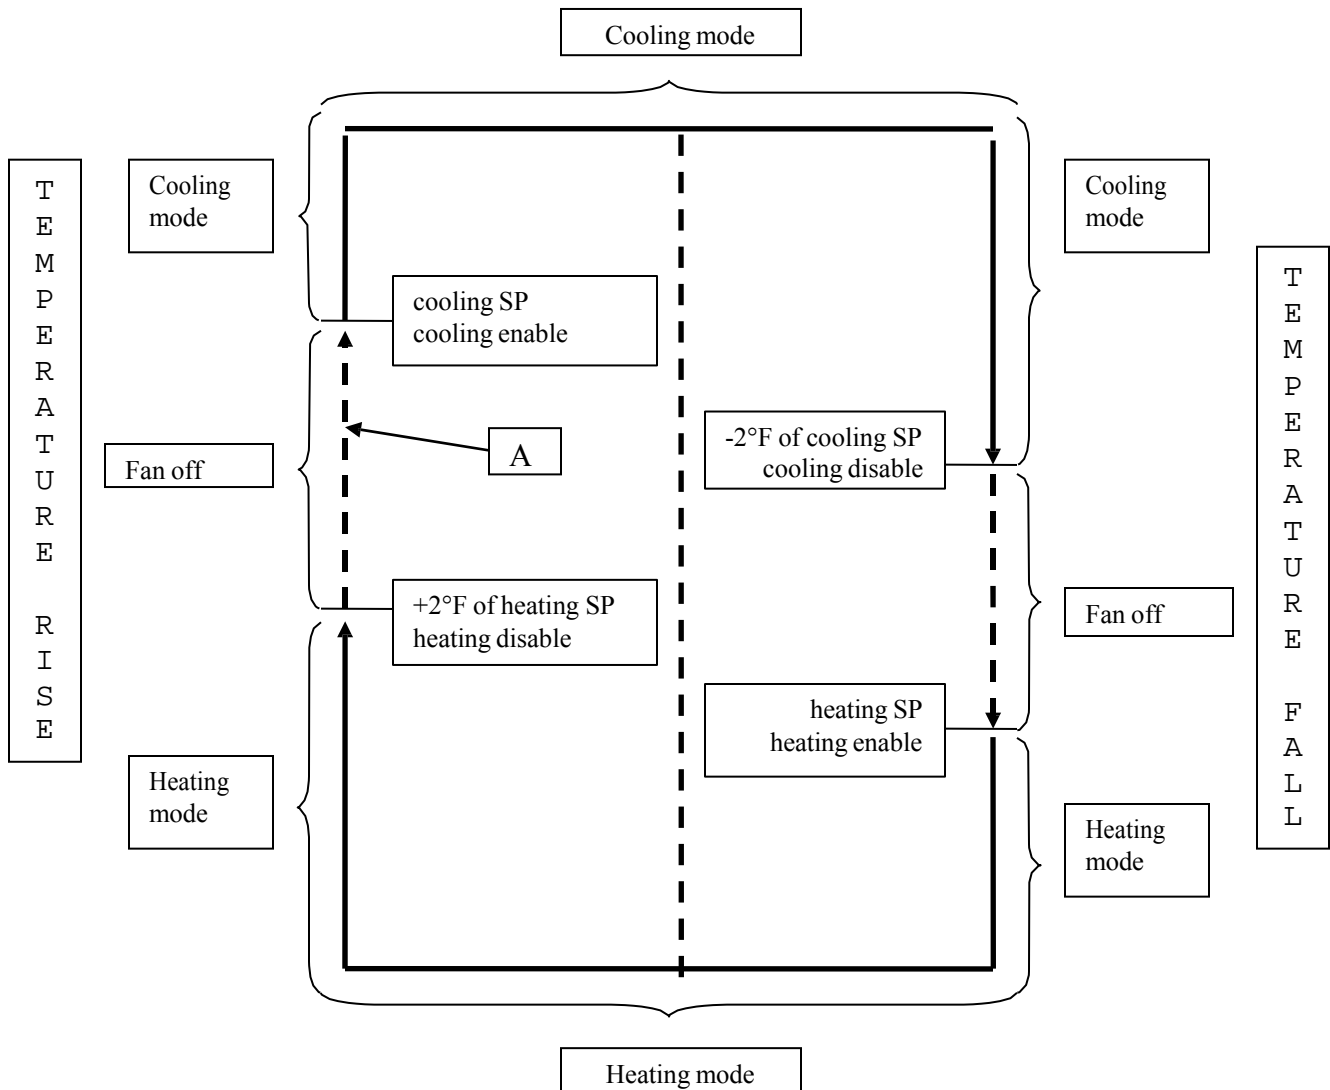 Cooling mode
T
E
M
P
E
R
A
T
U
R
E
R
I
S
E
Cooling
mode
cooling SP
cooling enable
Fan off
A
+2°F of heating SP
heating disable
Heating
mode
-2°F of cooling SP
cooling disable
heating SP
heating enable
Cooling
mode
Fan off
Heating
mode
T
E
M
P
E
R
A
T
U
R
E
F
A
L
L
Heating mode